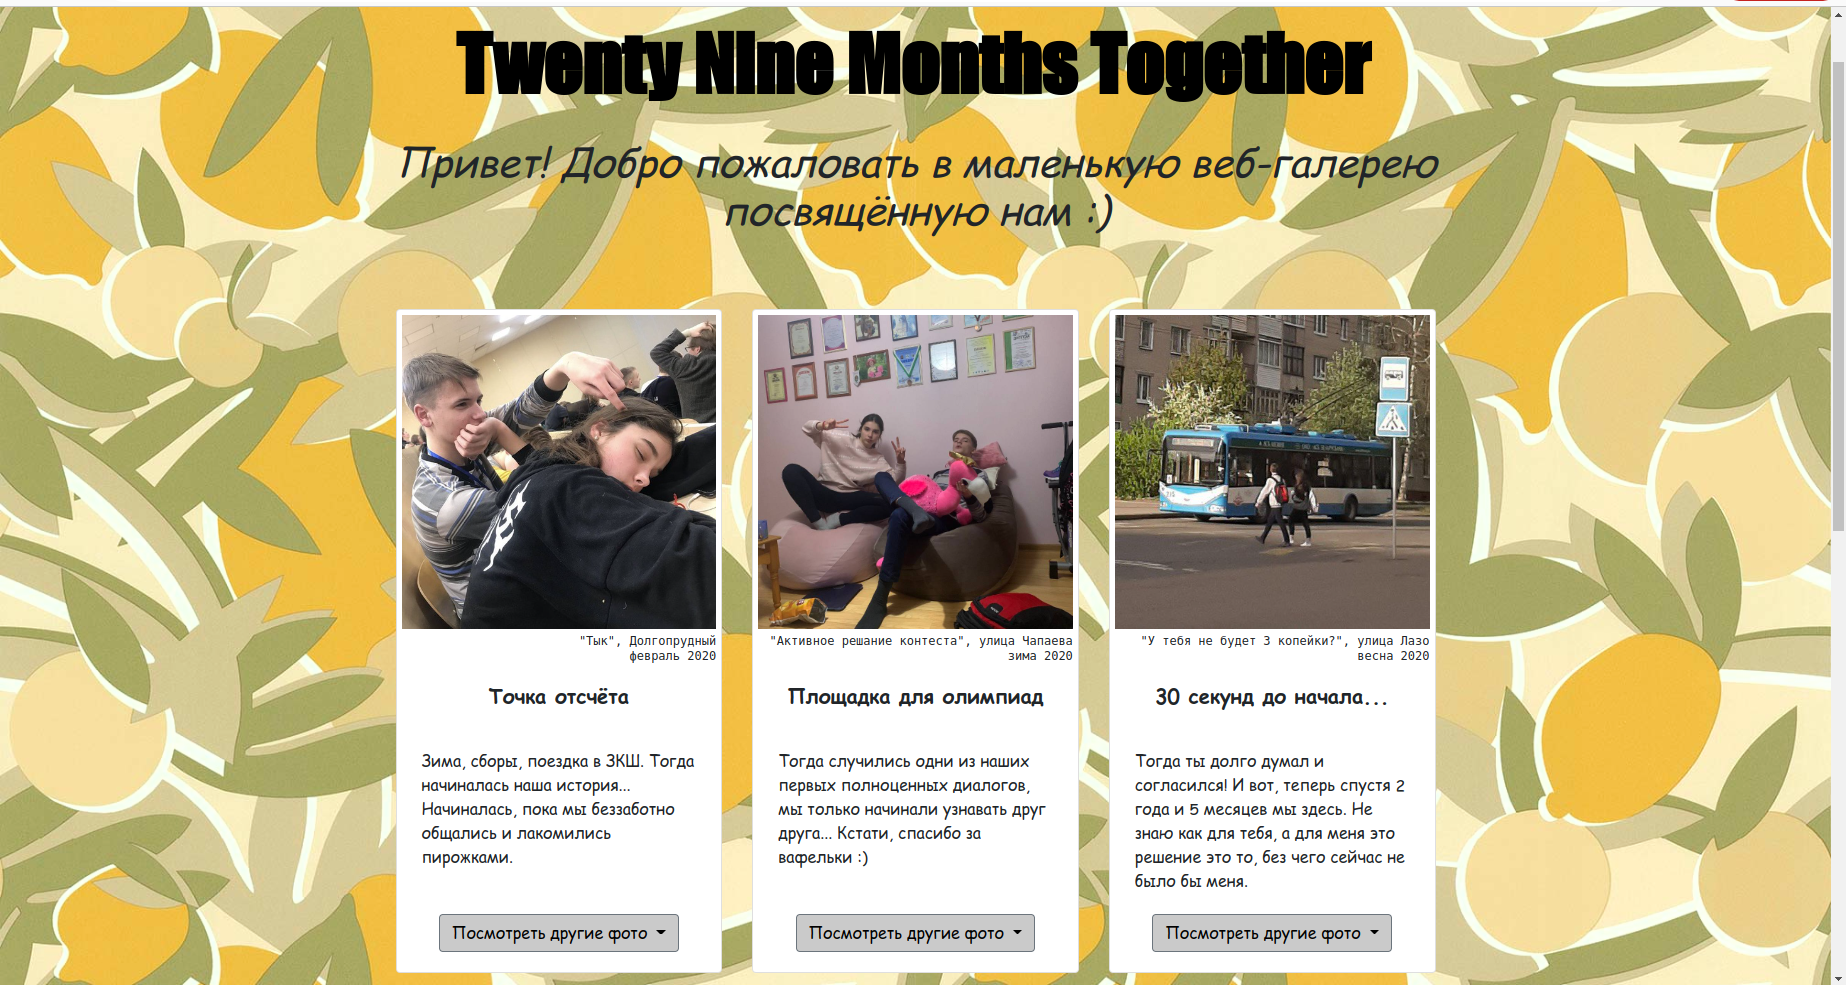 Twenty Nine Months Together
Привет! Добро пожаловать в маленькую веб-галерею
посвящённую нам :)
"Тык", Долгопрудный
февраль 2020
Точка отсчёта
Зима, сборы, поездка в ЗКШ. Тогда
начиналась наша история...
Началась, пока мы беззаботно
общались и лакомились
пирожками.
Посмотреть другие фото
"Активное решание контеста", улица Чапаева
зима 2020
Площадка для олимпиад
Тогда случились одни из наших
первых полноценных диалогов,
мы только начинали узнавать друг
друга... Кстати, спасибо за
вафельки :)
Посмотреть другие фото
"У тебя не будет 3 копейки?", улица Лазо
весна 2020
30 секунд до начала...
Тогда ты долго думал и
согласился! И вот, теперь спустя 2
года и 5 месяцев мы здесь. Не
знаю как для тебя, а для меня это
решение это то, без чего сейчас не
было бы меня.
Посмотреть другие фото